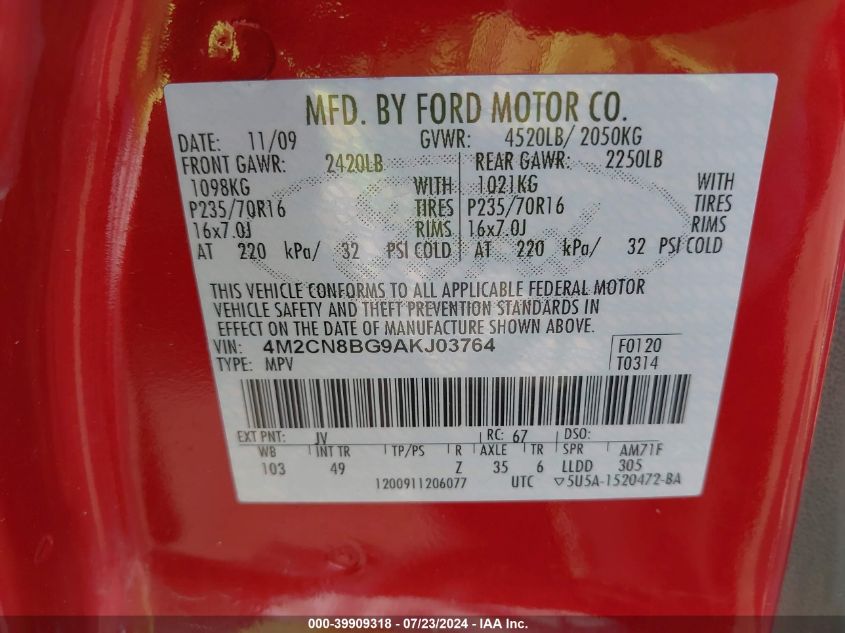 MFD. BY FORD MOTOR CO.
DATE: 11/09 GVWR: 4520LB/ 2050KG
FRONT GAWR: 2420LB REAR GAWR: 2250LB
1098KG WITH 1021KG WITH
P235/70R16 TIRES P235/70R16 TIRES
16x7.0J RIMS 16x7.0J RIMS
AT 220 kPa/ 32 PSI COLD AT 220 kPa/ 32 PSI COLD
THIS VEHICLE CONFORMS TO ALL APPLICABLE FEDERAL MOTOR
VEHICLE SAFETY AND THEFT PREVENTION STANDARDS IN
EFFECT ON THE DATE OF MANUFACTURE SHOWN ABOVE.
VIN: 4M2CN8BG9AKJ03764 F0120
TYPE: MPV T0314
EXT PNT: JV RC: 67 DSO:
WB INT TR TP/PS R AXLE TR SPR AM71F
103 49 Z 35 6 LLDD 305
1200911206077 UTC ▽5U5A-1520472-BA
000-39909318 - 07/23/2024 - IAAI Inc.